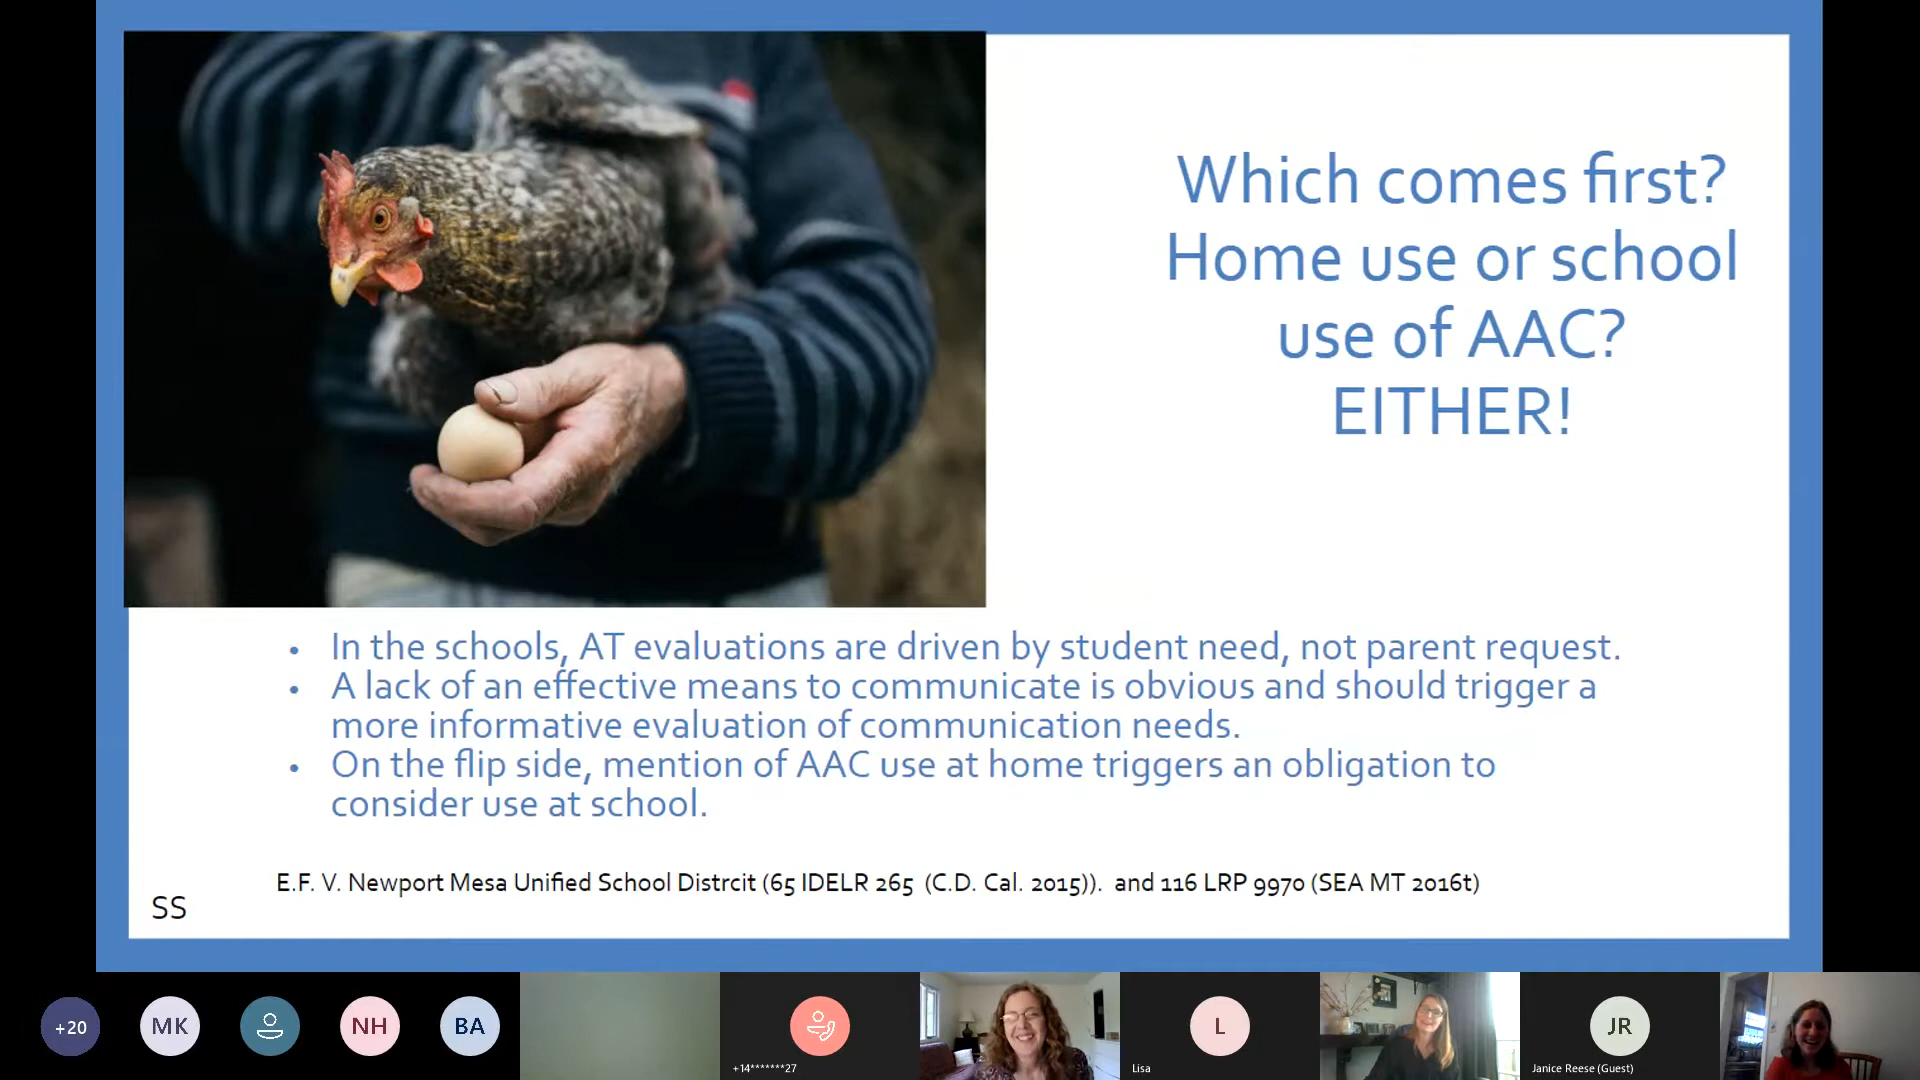 Which comes first?
Home use or school
use of AAC?
EITHER!
• In the schools, AT evaluations are driven by student need, not parent request.
• A lack of an effective means to communicate is obvious and should trigger a
more informative evaluation of communication needs.
• On the flip side, mention of AAC use at home triggers an obligation to
consider use at school.
E.F. V. Newport Mesa Unified School Distrcit (65 IDELR 265 (C.D. Cal. 2015)). and 116 LRP 9970 (SEA MT 2016t)
SS
+20
MK
NH
BA
+14*******27
L
Lisa
JR
Janice Reese (Guest)